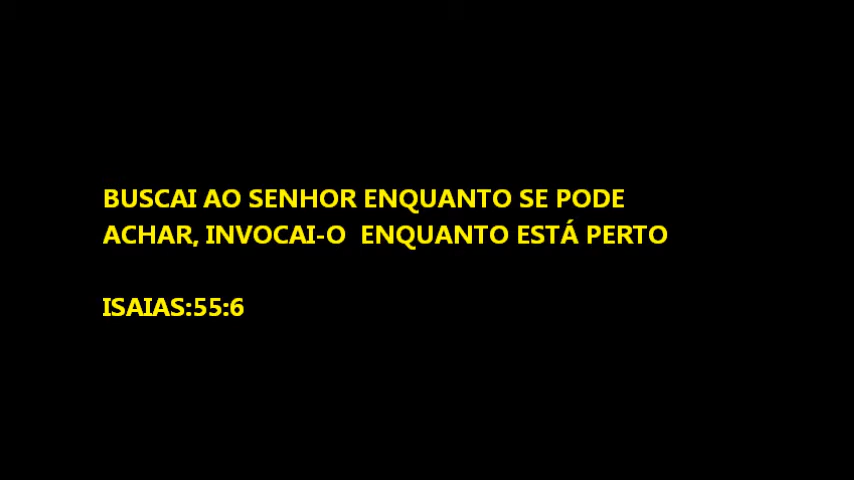 BUSCAI AO SENHOR ENQUANTO SE PODE
ACHAR, INVOCAI-O  ENQUANTO ESTÁ PERTO
ISAIAS:55:6